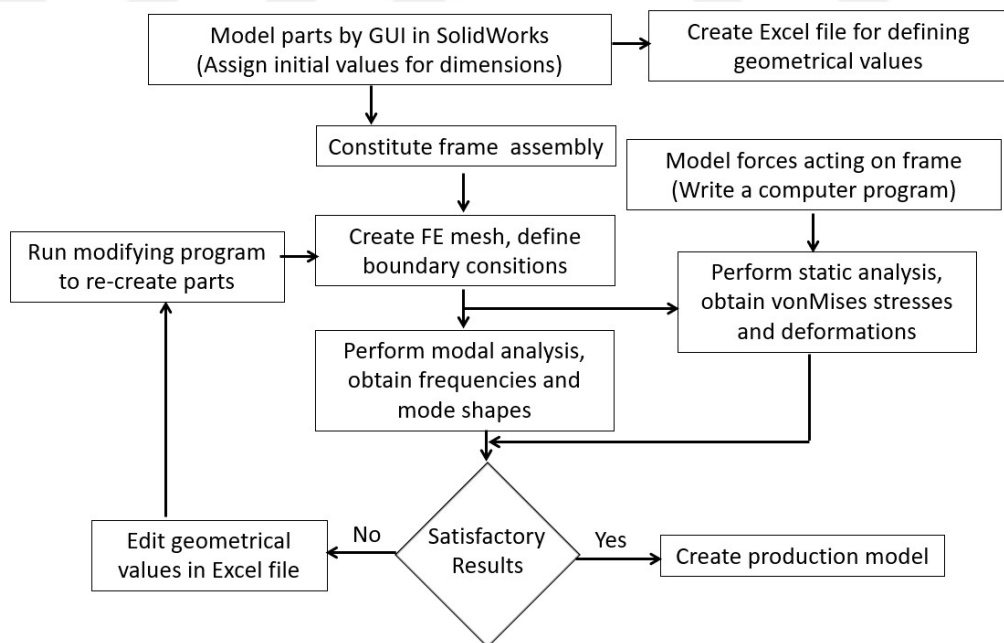 Model parts by GUI in SolidWorks
(Assign initial values for dimensions)
Create Excel file for defining
geometrical values
Constitute frame assembly
Model forces acting on frame
(Write a computer program)
Run modifying program
to re-create parts
Create FE mesh, define
boundary consitions
Perform static analysis,
obtain vonMises stresses
and deformations
Perform modal analysis,
obtain frequencies and
mode shapes
Edit geometrical
values in Excel file
No
Satisfactory
Results
Yes
Create production model